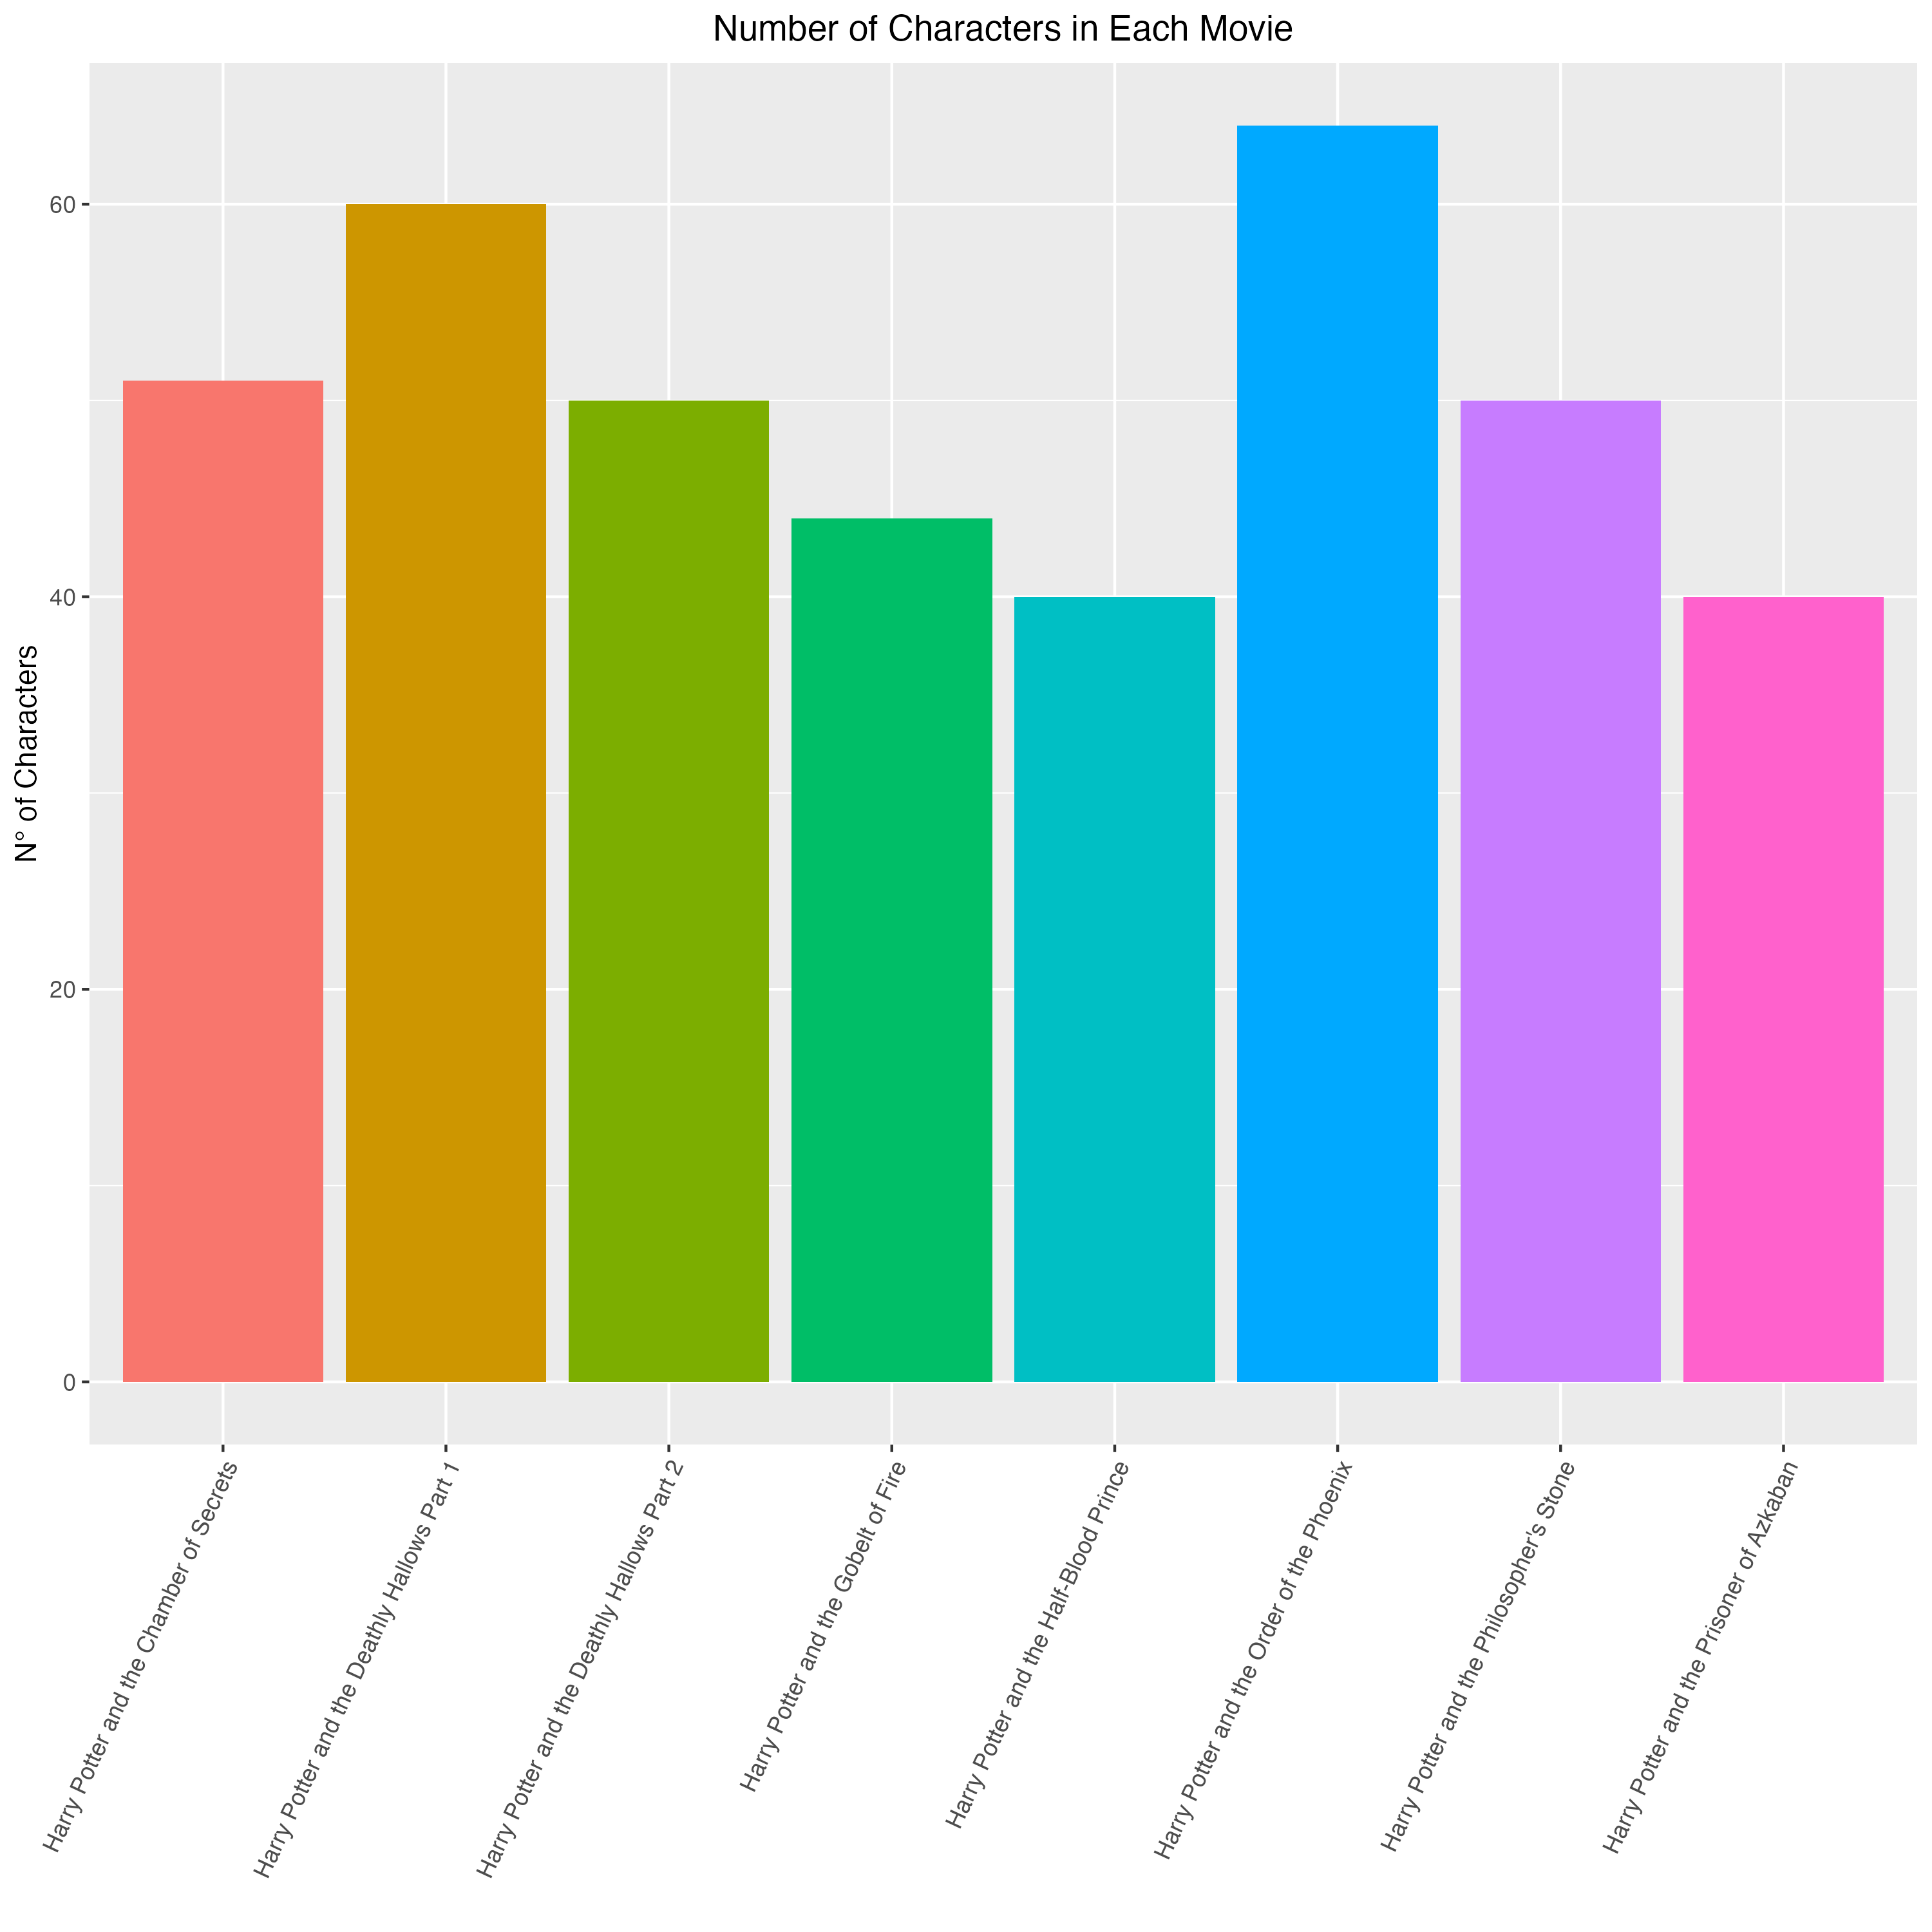 Number of Characters in Each Movie
N° of Characters
60
40
20
0
Harry Potter and the Chamber of Secrets
Harry Potter and the Deathly Hallows Part 1
Harry Potter and the Deathly Hallows Part 2
Harry Potter and the Gobelt of Fire
Harry Potter and the Half-Blood Prince
Harry Potter and the Order of the Phoenix
Harry Potter and the Philosopher's Stone
Harry Potter and the Prisoner of Azkaban